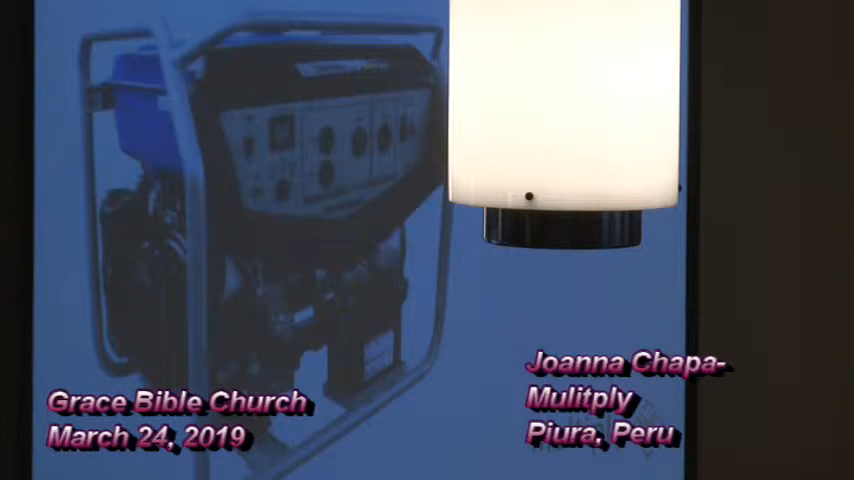 Grace Bible Church
March 24, 2019
Joanna Chapa-
Mulitply
Piura, Peru